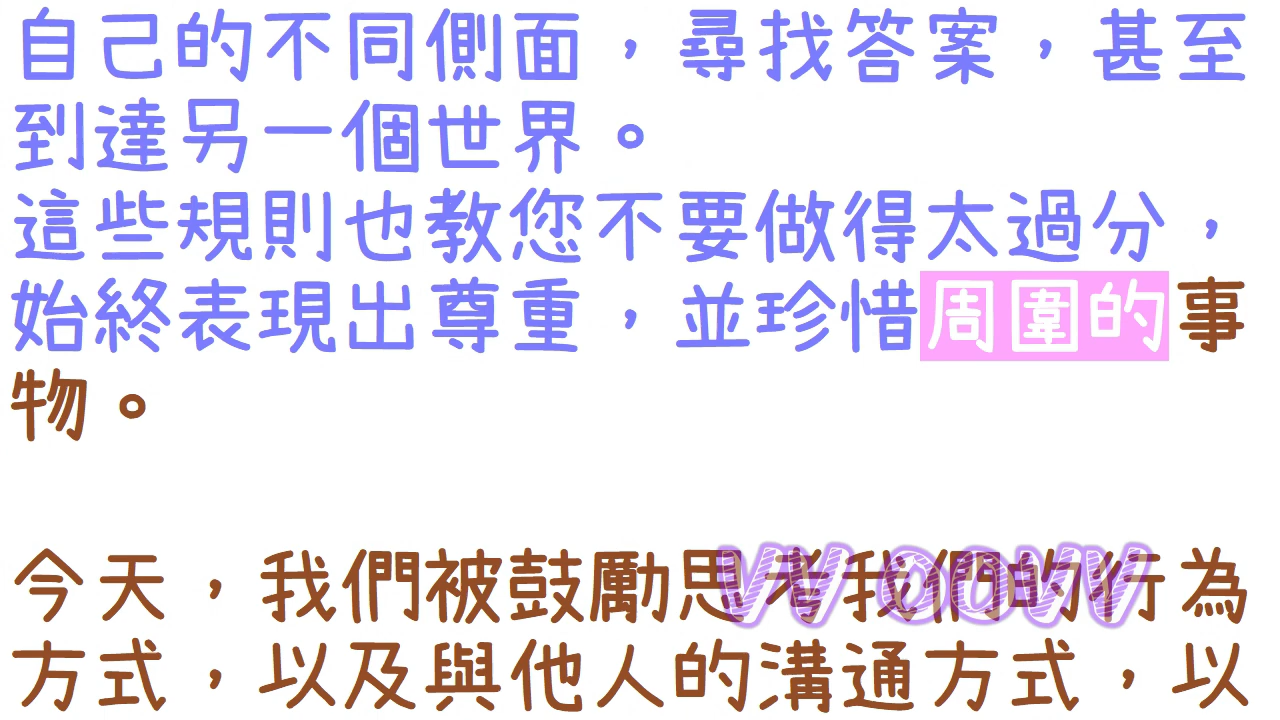 自己的不同側面，尋找答案，甚至
到達另一個世界。
這些規則也教您不要做得太過分，
始終表現出尊重，並珍惜周圍的事
物。
今天，我們被鼓勵思考我們的行為
方式，以及與他人的溝通方式，以